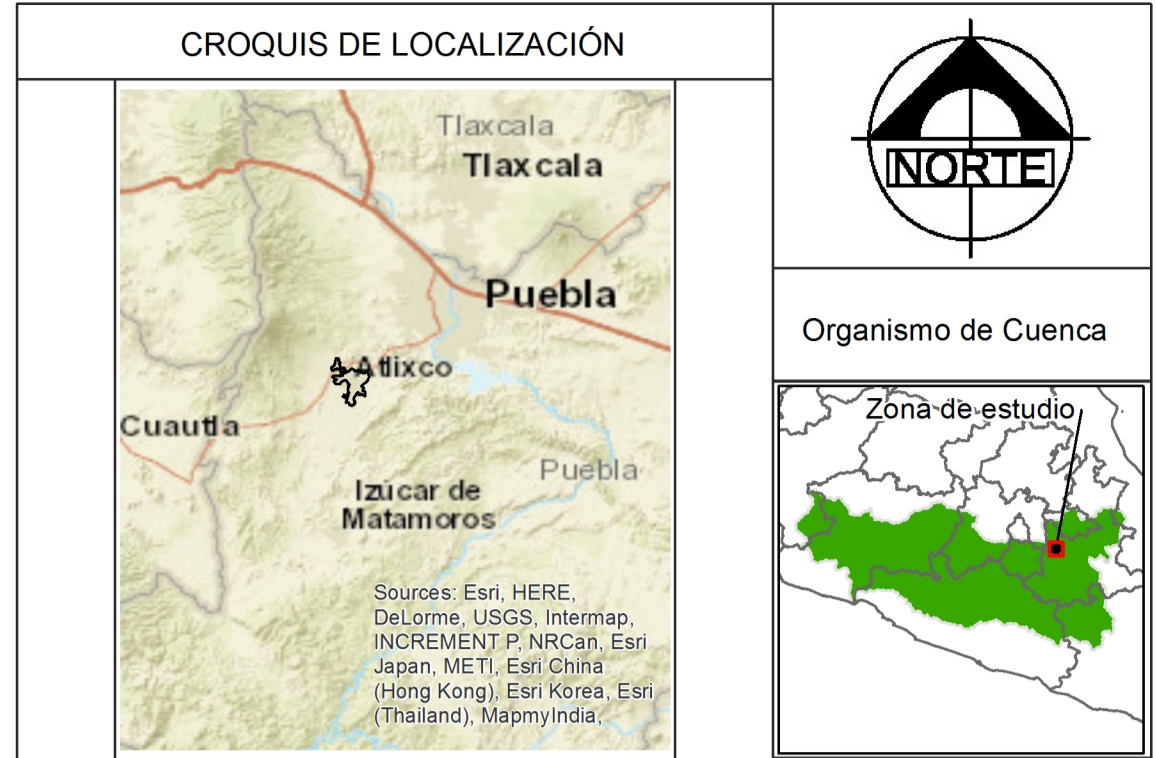 CROQUIS DE LOCALIZACIÓN
NORTE
Tlaxcala
Tlaxcala
Puebla
Atlixco
Cuautla
Puebla
Izúcar de
Matamoros
Sources: Esri, HERE,
DeLorme, USGS, Intermap,
INCREMENT P, NRCan, Esri
Japan, METI, Esri China
(Hong Kong), Esri Korea, Esri
(Thailand), MapmyIndia,
Organismo de Cuenca
Zona de estudio